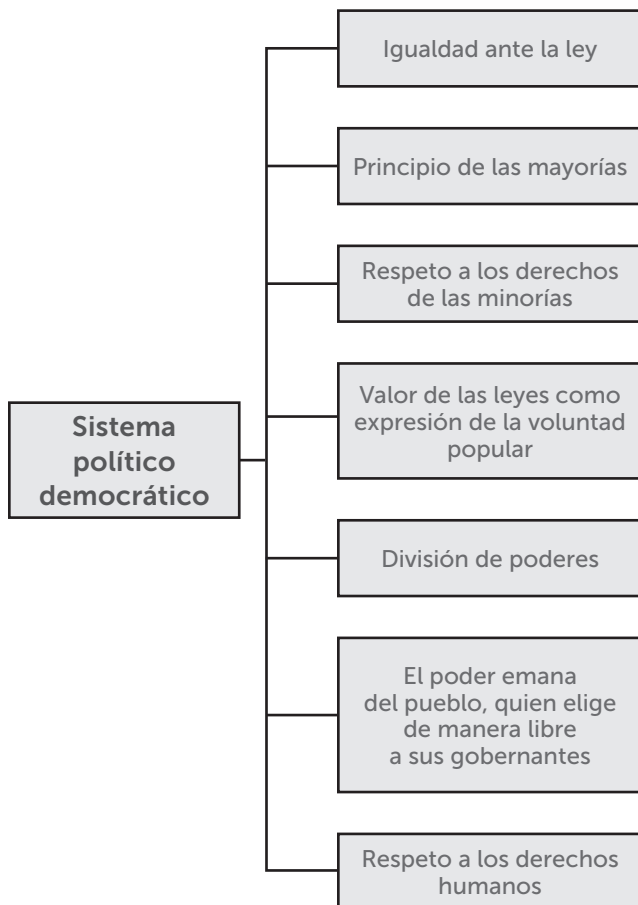 Igualdad ante la ley
Principio de las mayorías
Respeto a los derechos
de las minorías
Valor de las leyes como
expresión de la voluntad
popular
Sistema
político
democrático
División de poderes
El poder emana
del pueblo, quien elige
de manera libre
a sus gobernantes
Respeto a los derechos
humanos